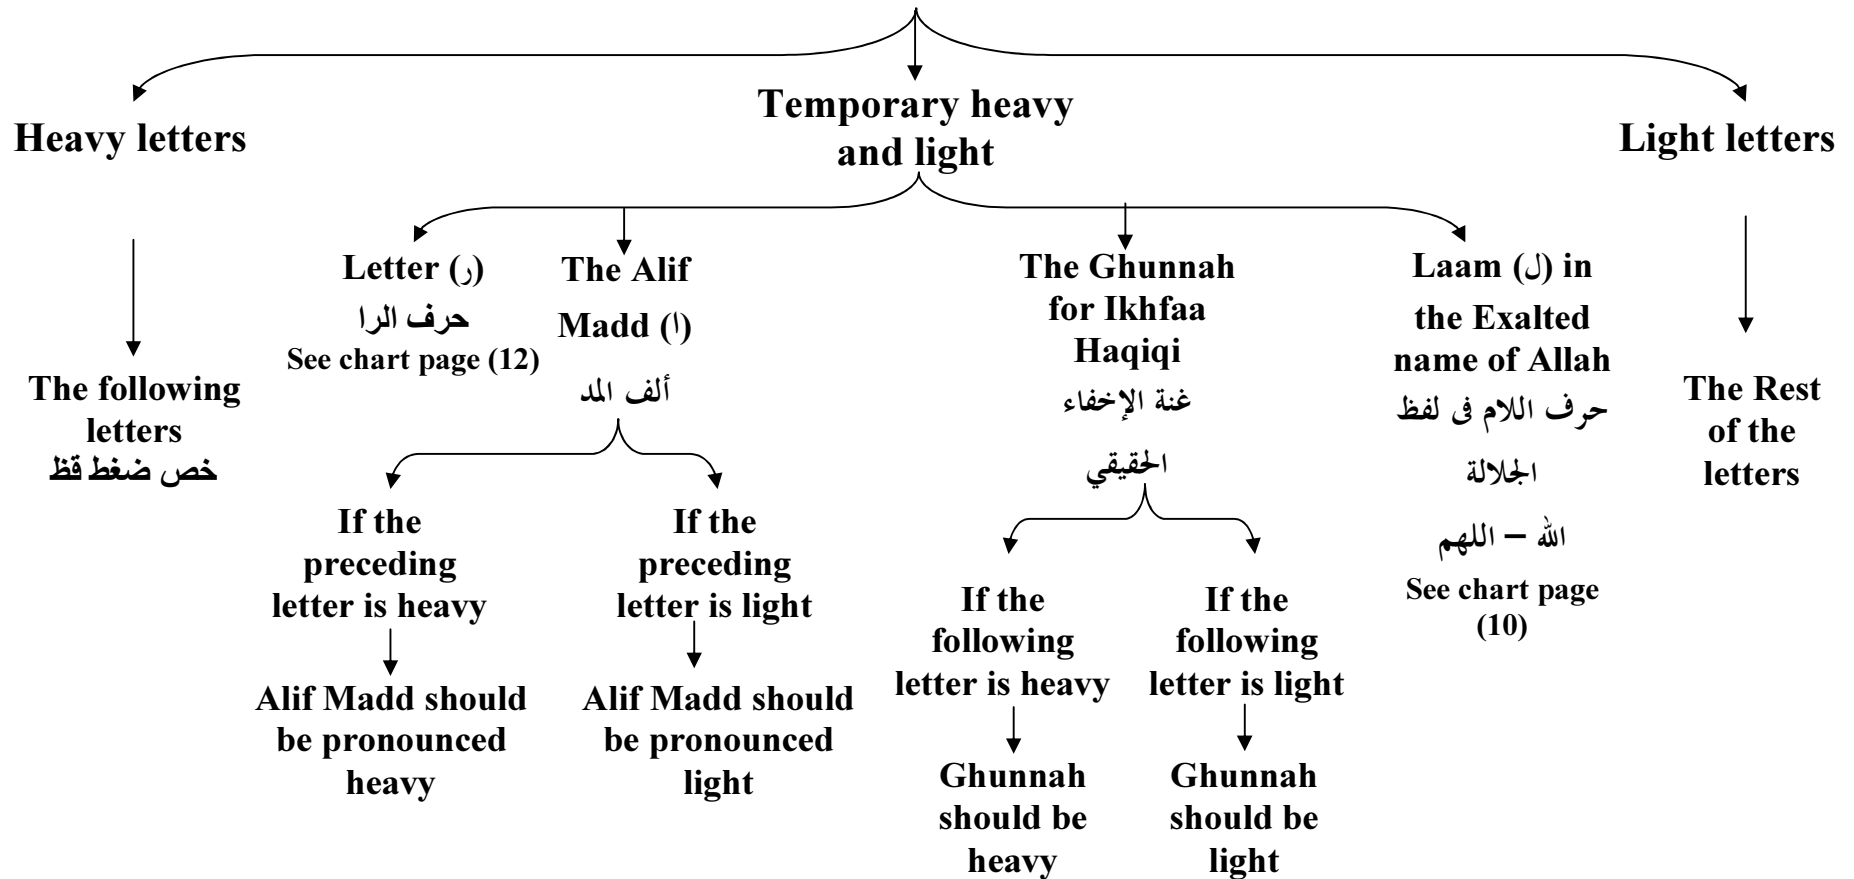 Heavy letters
Temporary heavy
and light
Light letters
The following
letters
خص ضغط قظ
Letter (ر)
حرف الرا
See chart page (12)
The Alif
Madd (ا)
ألف المد
If the
preceding
letter is heavy
Alif Madd should
be pronounced
heavy
If the
preceding
letter is light
Alif Madd should
be pronounced
light
The Ghunnah
for Ikhfaa
Haqiqi
غنة الإخفاء
الحقيقي
If the
following
letter is heavy
Ghunnah
should be
heavy
If the
following
letter is light
Ghunnah
should be
light
Laam (ل) in
the Exalted
name of Allah
حرف اللام فى لفظ
الجلالة
الله – اللهم
See chart page
(10)
The Rest
of the
letters